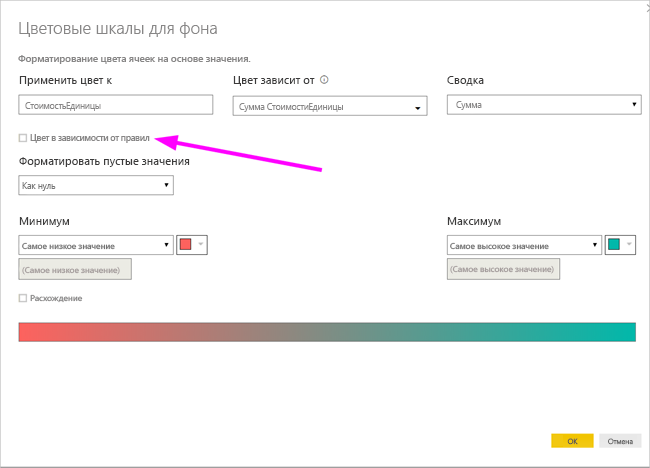 Цветовые шкалы для фона
Форматирование цвета ячеек на основе значения.
Применить цвет к
Цвет зависит от
Сводка
СтоимостьЕдиницы
Сумма СтоимостиЕдиницы
Сумма
Цвет в зависимости от правил
Форматировать пустые значения
Как нуль
Минимум
Максимум
Самое низкое значение
Самое высокое значение
(Самое низкое значение)
(Самое высокое значение)
Расхождение
ОК
Отмена